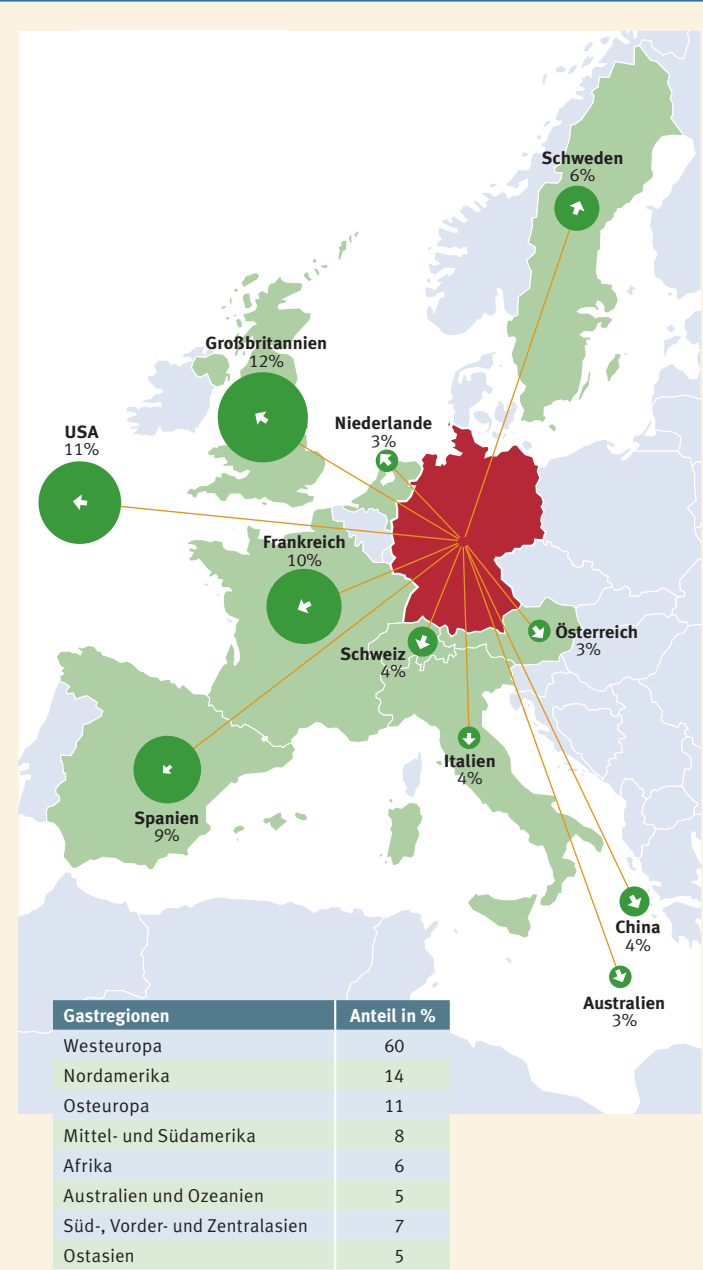 Schweden
6%
Großbritannien
12%
Niederlande
3%
USA
11%
Frankreich
10%
Österreich
3%
Schweiz
4%
Italien
4%
Spanien
9%
China
4%
Australien
3%
Gastregionen Anteil in %
Westeuropa 60
Nordamerika 14
Osteuropa 11
Mittel- und Südamerika 8
Afrika 6
Australien und Ozeanien 5
Süd-, Vorder- und Zentralasien 7
Ostasien 5